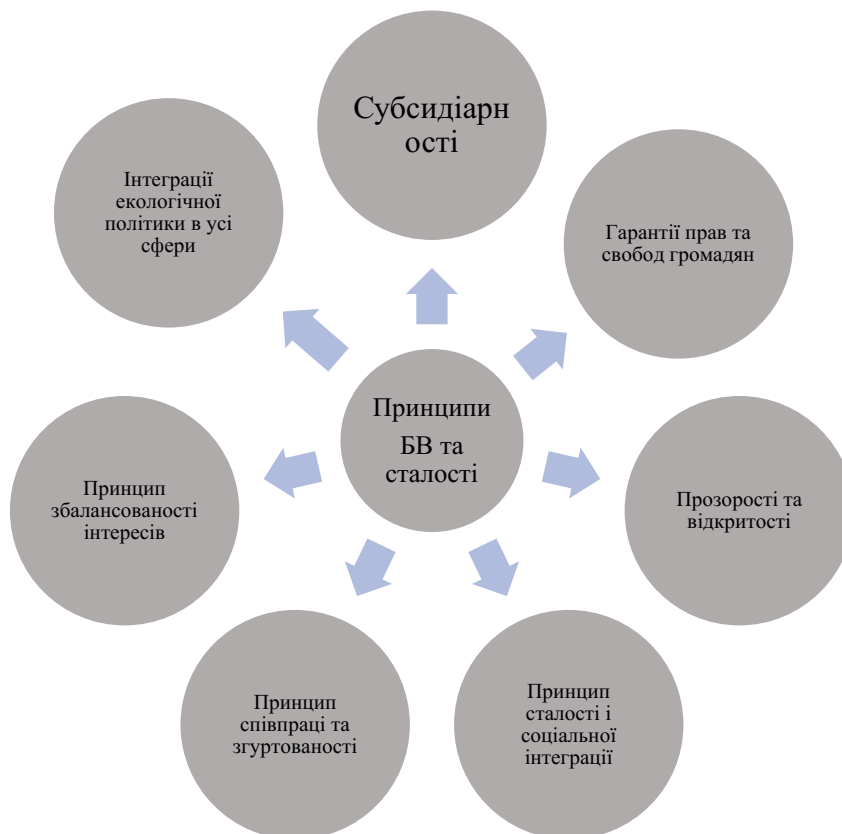 Субсидіарн
ості
Гарантії прав та
свобод громадян
Прозорості та
відкритості
Принцип
сталості і
соціальної
інтеграції
Принцип
співпраці та
згуртованості
Принцип
збалансованості
інтересів
Інтеграції
екологічної
політики в усі
сфери
Принципи
БВ та
сталості